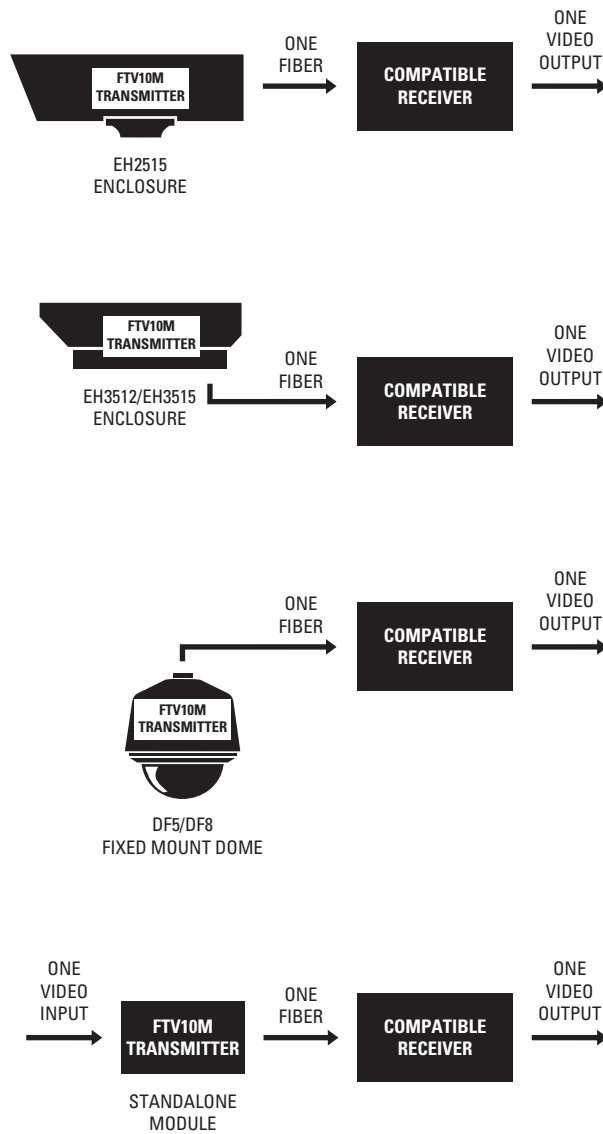 ONE
FIBER
ONE
VIDEO
OUTPUT
FTV10M
TRANSMITTER
COMPATIBLE
RECEIVER
EH2515
ENCLOSURE
FTV10M
TRANSMITTER
ONE
FIBER
ONE
VIDEO
OUTPUT
EH3512/EH3515
ENCLOSURE
COMPATIBLE
RECEIVER
ONE
FIBER
ONE
VIDEO
OUTPUT
COMPATIBLE
RECEIVER
FTV10M
TRANSMITTER
DF5/DF8
FIXED MOUNT DOME
ONE
VIDEO
INPUT
FTV10M
TRANSMITTER
ONE
FIBER
COMPATIBLE
RECEIVER
ONE
VIDEO
OUTPUT
STANDALONE
MODULE